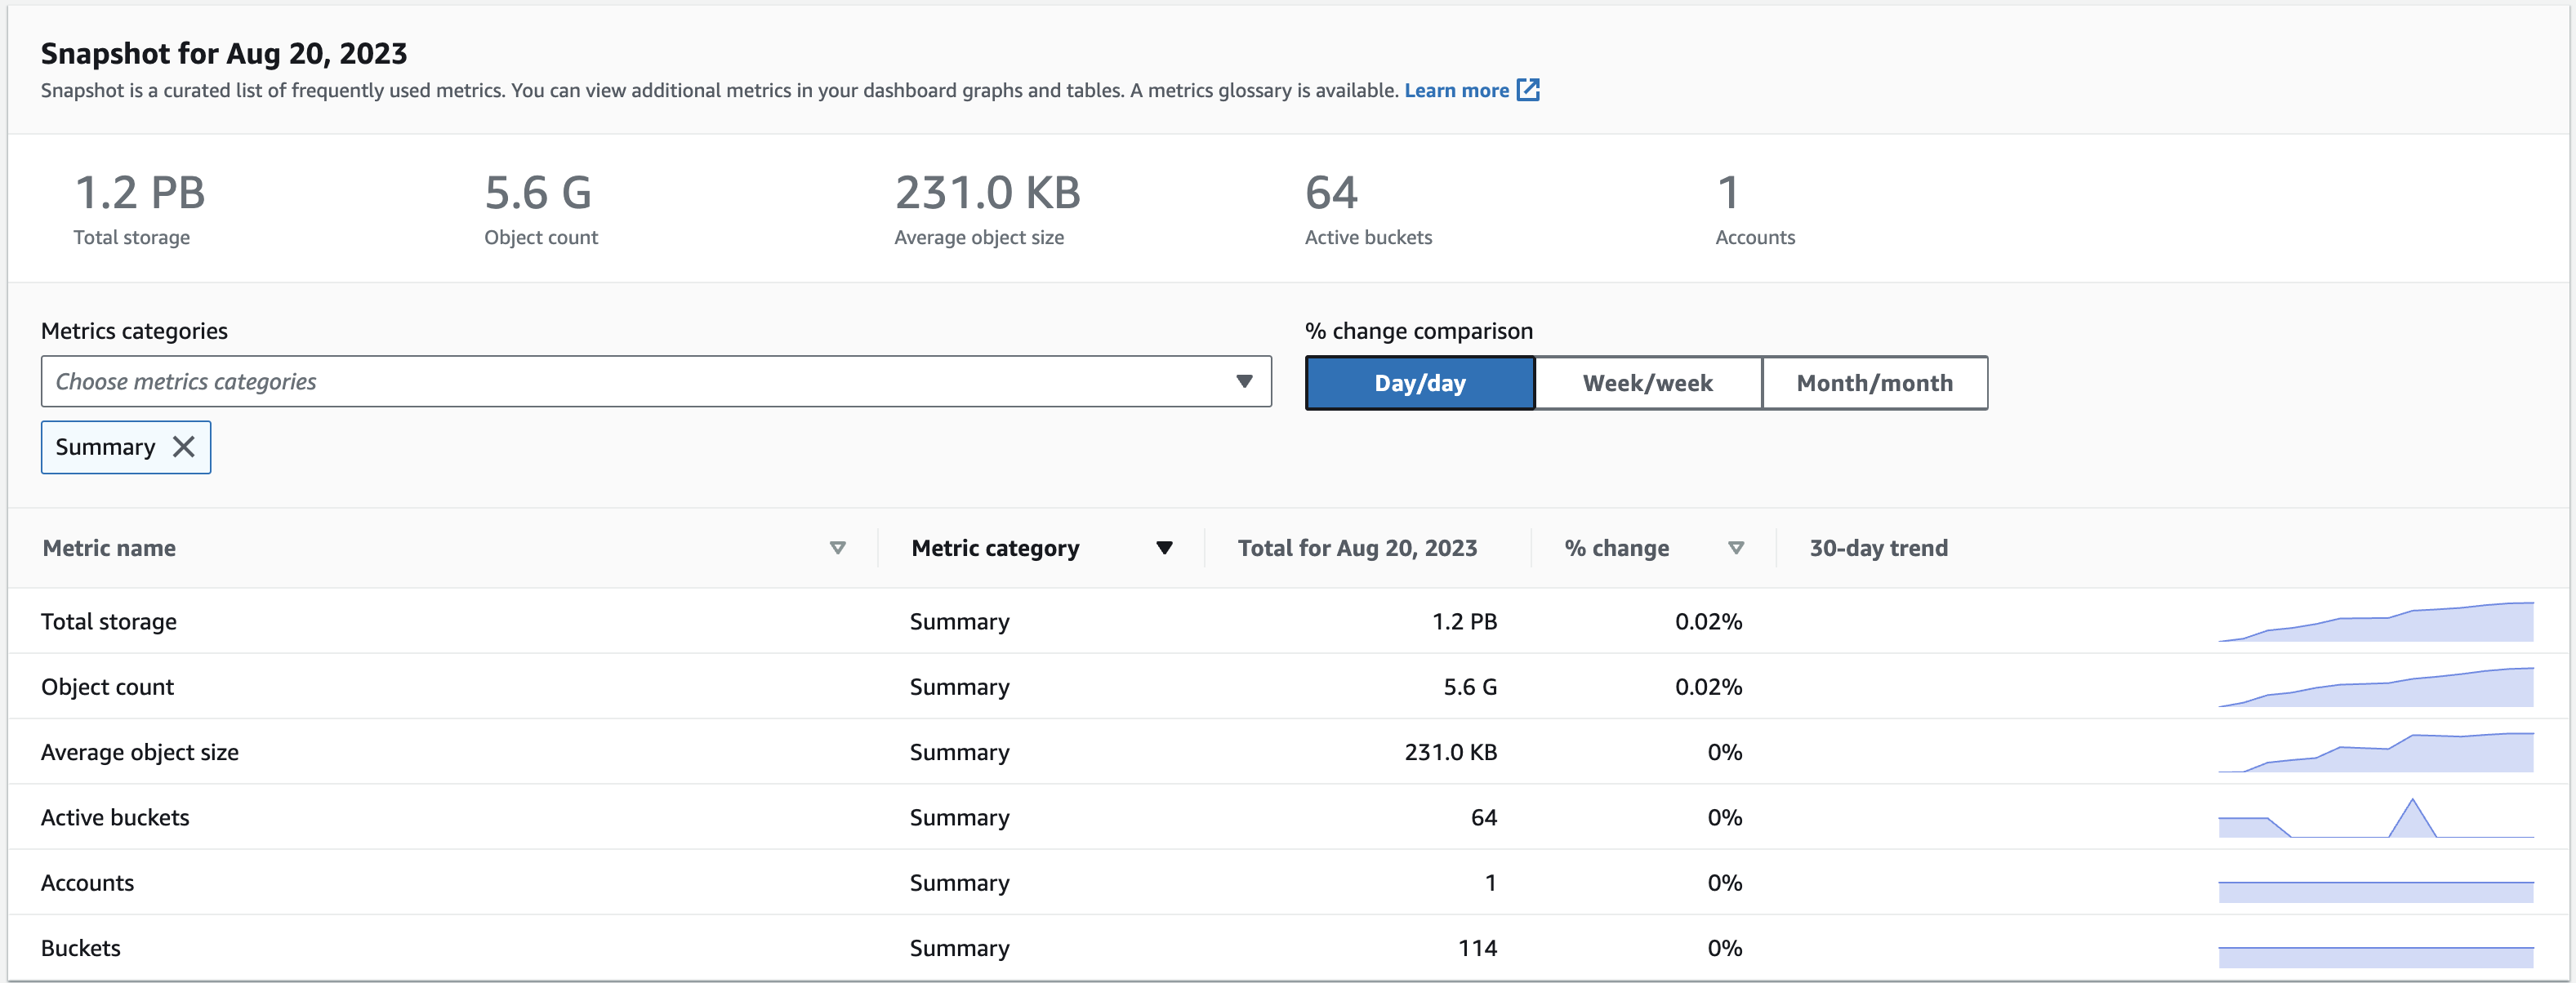 Snapshot for Aug 20, 2023
Snapshot is a curated list of frequently used metrics. You can view additional metrics in your dashboard graphs and tables. A metrics glossary is available. Learn more
1.2 PB 5.6 G 231.0 KB 64 1
Total storage Object count Average object size Active buckets Accounts
Metrics categories % change comparison
Choose metrics categories Day/day Week/week Month/month
Summary
Metric name Metric category Total for Aug 20, 2023 % change 30-day trend
Total storage Summary 1.2 PB 0.02%
Object count Summary 5.6 G 0.02%
Average object size Summary 231.0 KB 0%
Active buckets Summary 64 0%
Accounts Summary 1 0%
Buckets Summary 114 0%